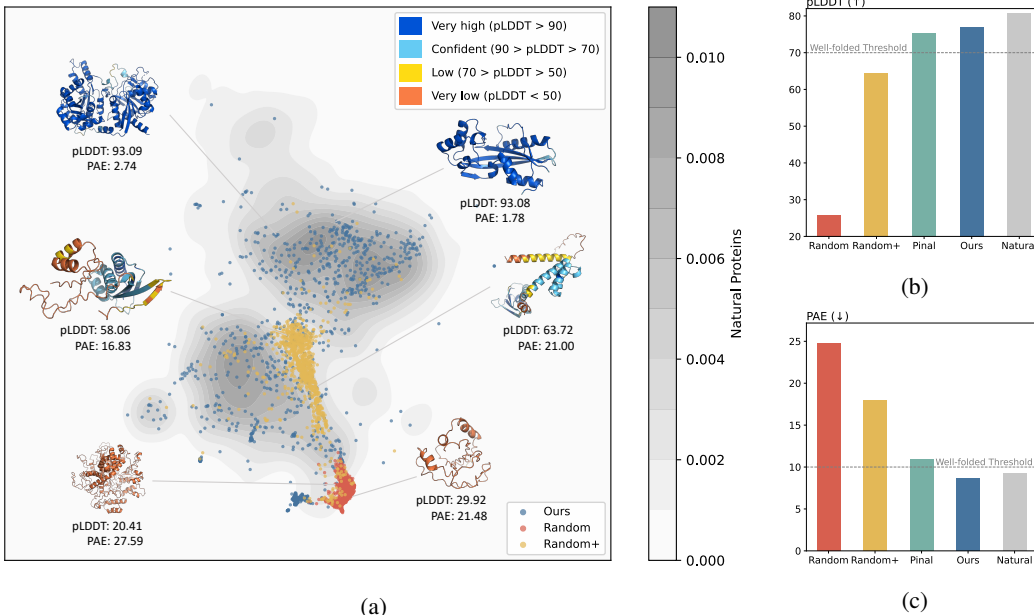 Very high (pLDDT > 90)
Confident (90 > pLDDT > 70)
Low (70 > pLDDT > 50)
Very low (pLDDT < 50)
pLDDT: 93.09
PAE: 2.74
pLDDT: 93.08
PAE: 1.78
pLDDT: 58.06
PAE: 16.83
pLDDT: 63.72
PAE: 21.00
pLDDT: 20.41
PAE: 27.59
pLDDT: 29.92
PAE: 21.48
Ours
Random
Random+
(a)
0.010
0.008
0.006
0.004
0.002
0.000
Natural Proteins
pLDDT (↑)
80
70
60
50
40
30
20
Well-folded Threshold
Random Random+ Pinal Ours Natural
(b)
PAE (↓)
25
20
15
10
5
0
Well-folded Threshold
Random Random+ Pinal Ours Natural
(c)